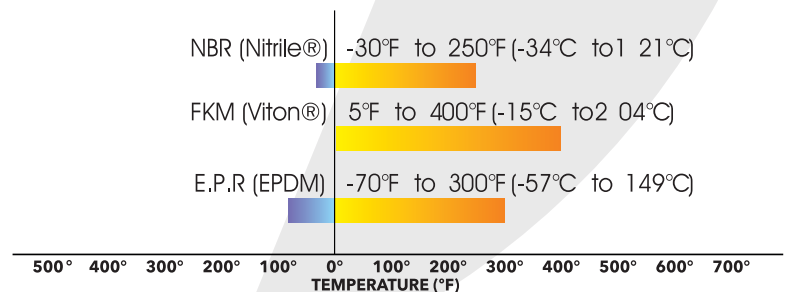 NBR (Nitrile®) -30°F to 250°F (-34°C to1 21°C)
FKM (Viton®) 5°F to 400°F (-15°C to2 04°C)
E.P.R (EPDM) -70°F to 300°F (-57°C to 149°C)
500° 400° 300° 200° 100° 0° 100° 200° 300° 400° 500° 600° 700°
TEMPERATURE (°F)